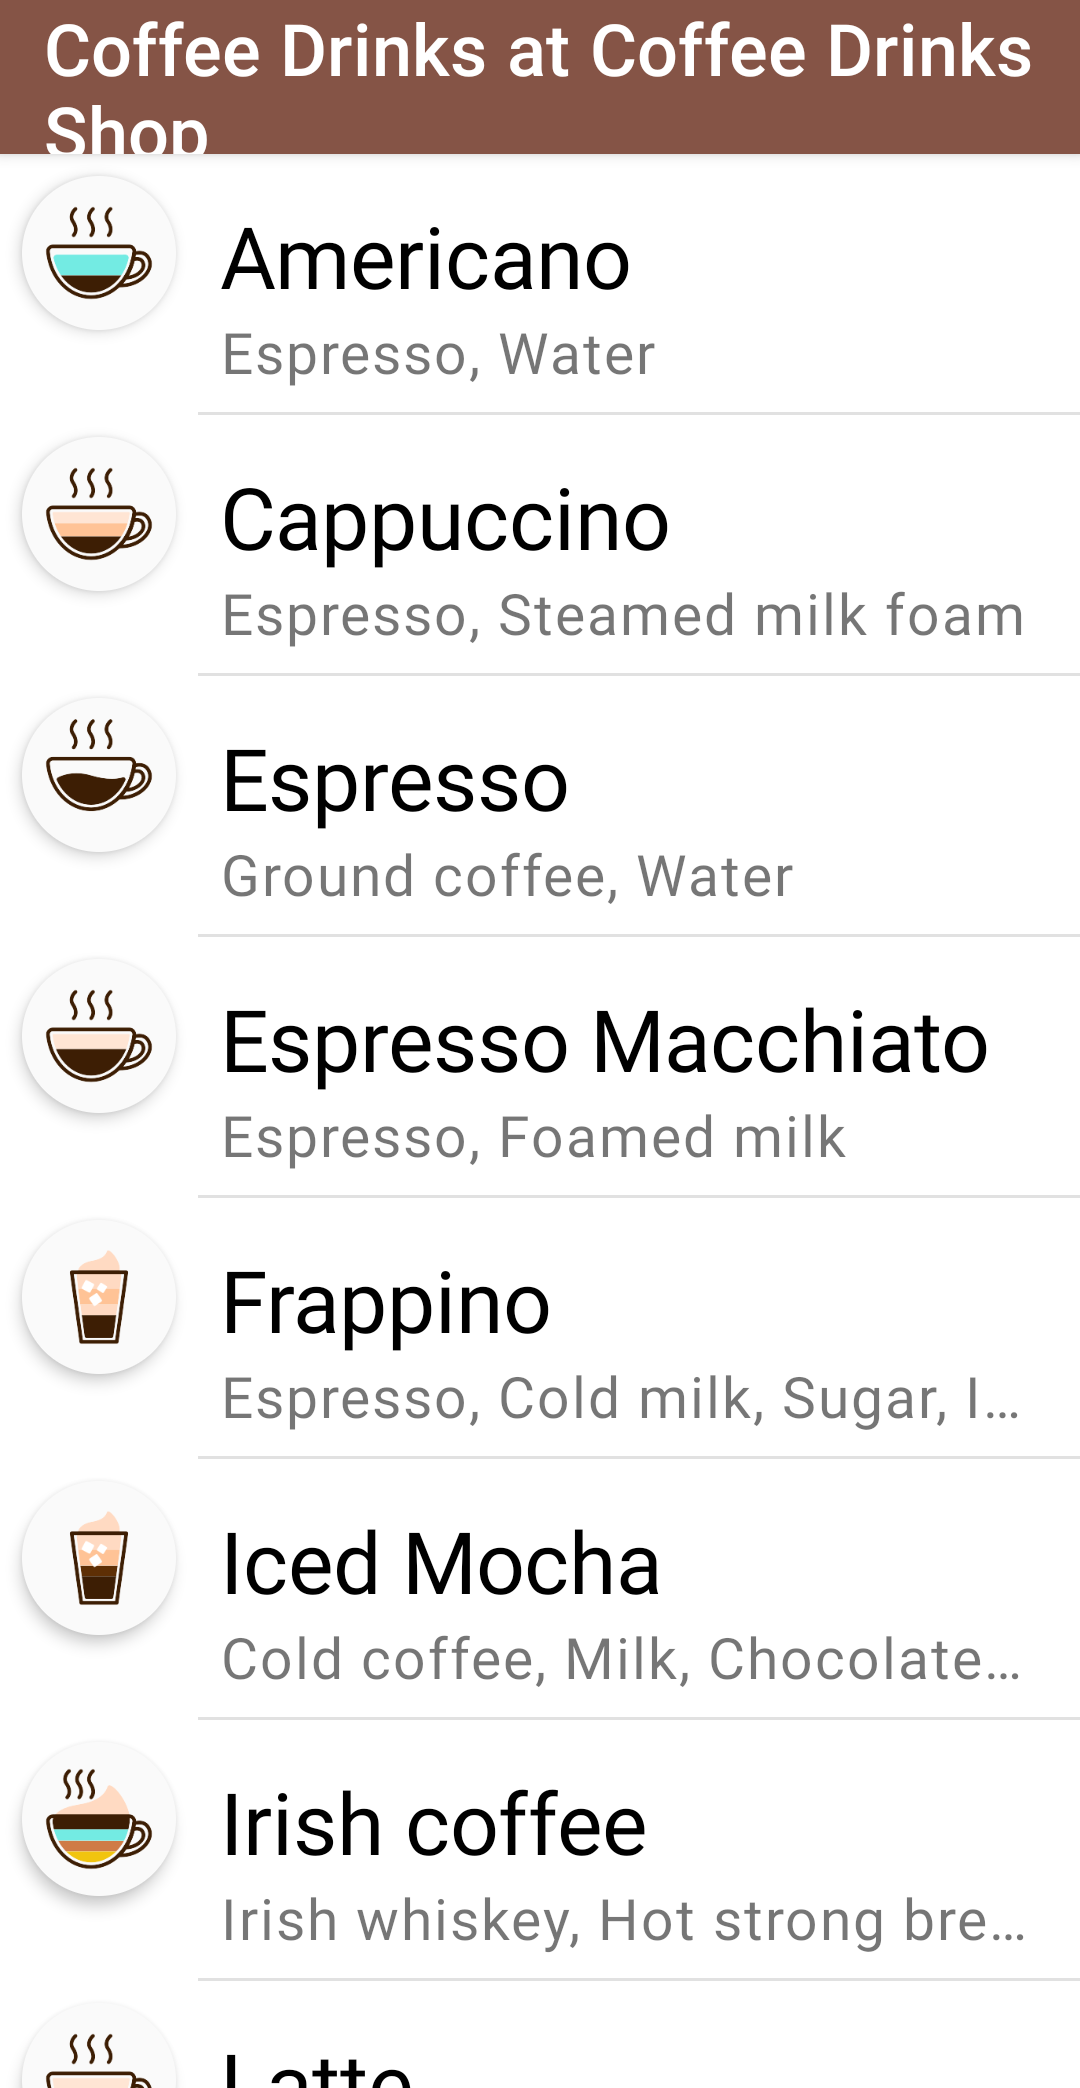 Coffee Drinks at Coffee Drinks
Shop
Americano
Espresso, Water
Cappuccino
Espresso, Steamed milk foam
Espresso
Ground coffee, Water
Espresso Macchiato
Espresso, Foamed milk
Frappino
Espresso, Cold milk, Sugar, I...
Iced Mocha
Cold coffee, Milk, Chocolate...
Irish coffee
Irish whiskey, Hot strong bre...
Latte